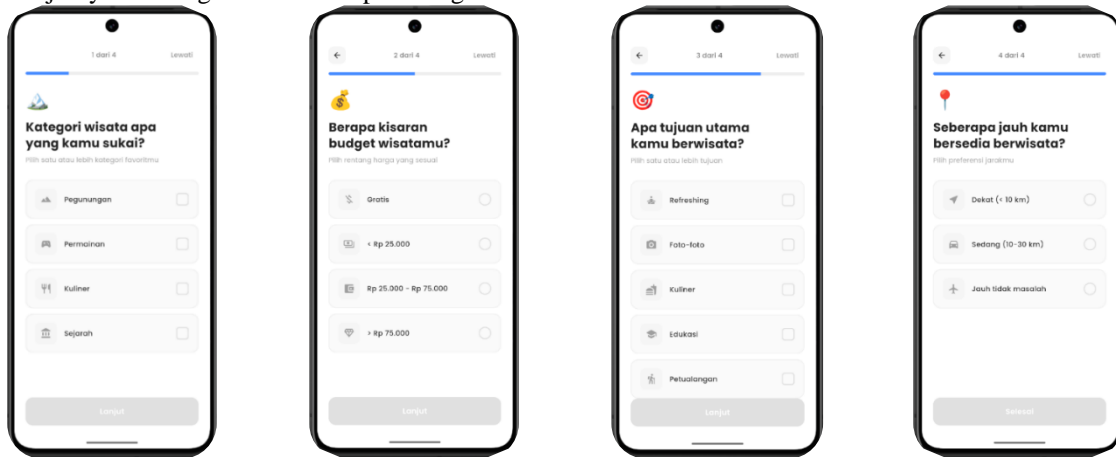 1 dari 4
Lewati
Kategori wisata apa
yang kamu sukai?
Pilih satu atau lebih kategori favoritmu
Pegunungan
Permainan
Kuliner
Sejarah
Lanjut
2 dari 4
Lewati
Berapa kisaran
budget wisatamu?
Pilih rentang harga yang sesuai
Gratis
< Rp 25.000
Rp 25.000 - Rp 75.000
> Rp 75.000
Lanjut
3 dari 4
Lewati
Apa tujuan utama
kamu berwisata?
Pilih satu atau lebih tujuan
Refreshing
Foto-foto
Kuliner
Edukasi
Petualangan
Lanjut
4 dari 4
Lewati
Seberapa jauh kamu
bersedia berwisata?
Pilih preferensi jarakmu
Dekat (< 10 km)
Sedang (10-30 km)
Jauh tidak masalah
Selesai